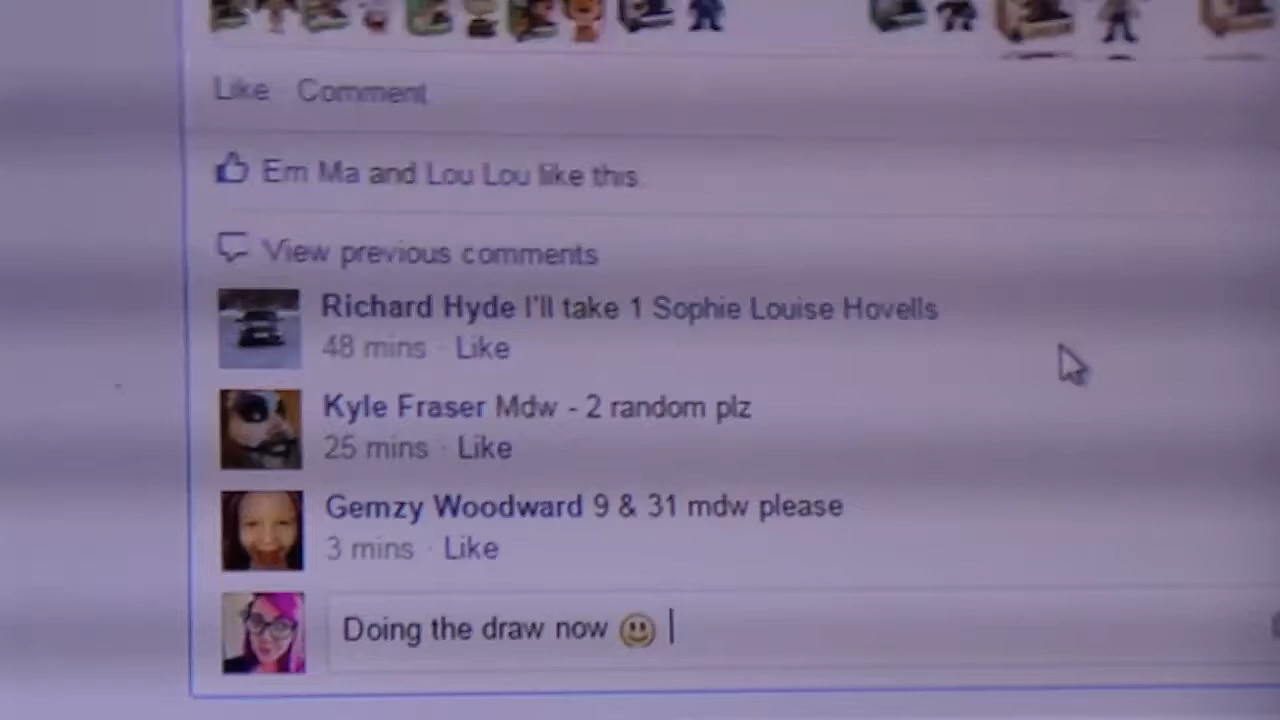 Like Comment
Em Ma and Lou Lou like this.
View previous comments
Richard Hyde I'll take 1 Sophie Louise Hovells
48 mins · Like
Kyle Fraser Mdw - 2 random plz
25 mins · Like
Gemzy Woodward 9 & 31 mdw please
3 mins · Like
Doing the draw now